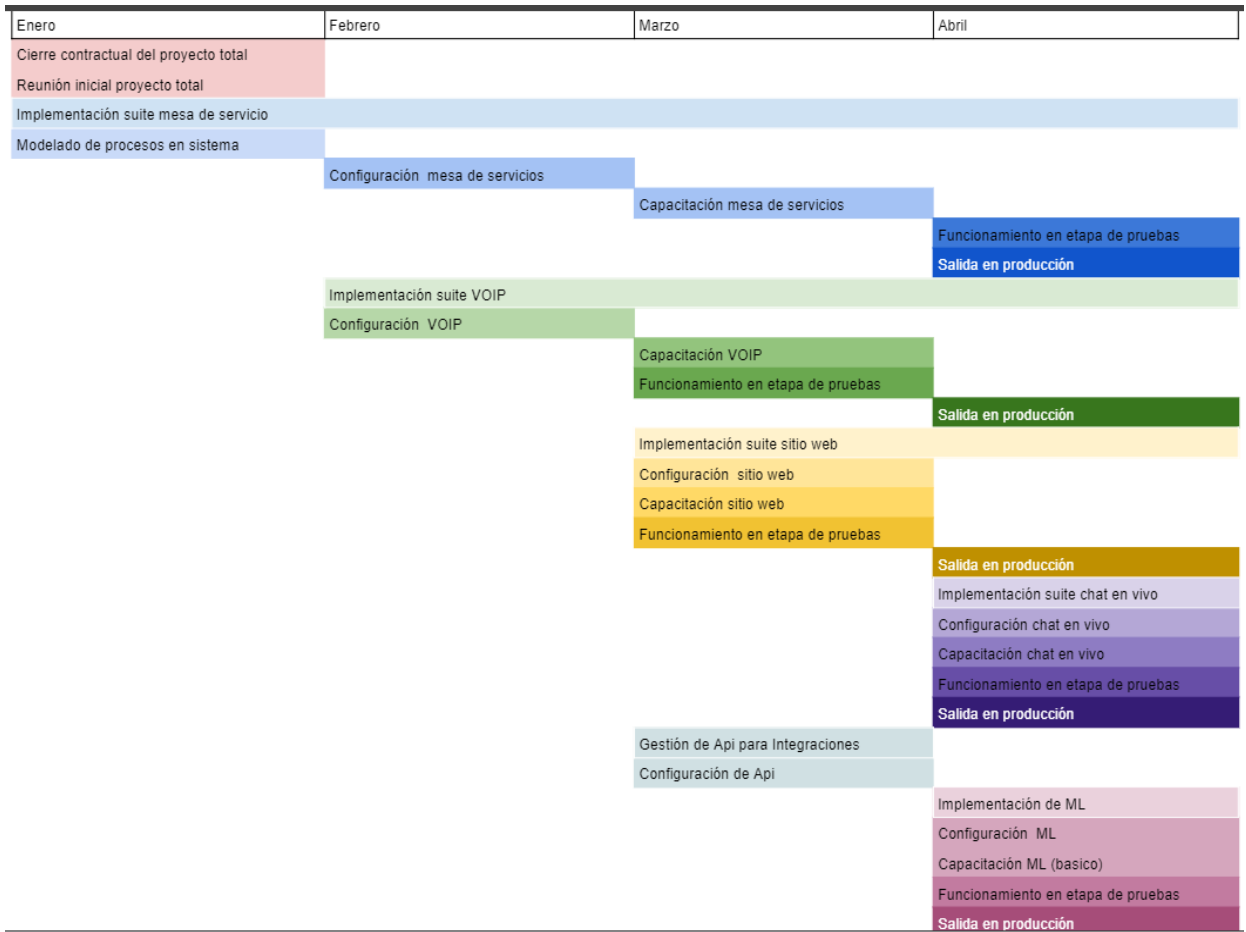 Enero Febrero Marzo Abril
Cierre contractual del proyecto total
Reunión inicial proyecto total
Implementación suite mesa de servicio
Modelado de procesos en sistema
Configuración  mesa de servicios
Capacitación mesa de servicios
Funcionamiento en etapa de pruebas
Salida en producción
Implementación suite VOIP
Configuración  VOIP
Capacitación VOIP
Funcionamiento en etapa de pruebas
Salida en producción
Implementación suite sitio web
Configuración  sitio web
Capacitación sitio web
Funcionamiento en etapa de pruebas
Salida en producción
Implementación suite chat en vivo
Configuración chat en vivo
Capacitación chat en vivo
Funcionamiento en etapa de pruebas
Salida en producción
Gestión de Api para Integraciones
Configuración de Api
Implementación de ML
Configuración  ML
Capacitación ML (basico)
Funcionamiento en etapa de pruebas
Salida en producción